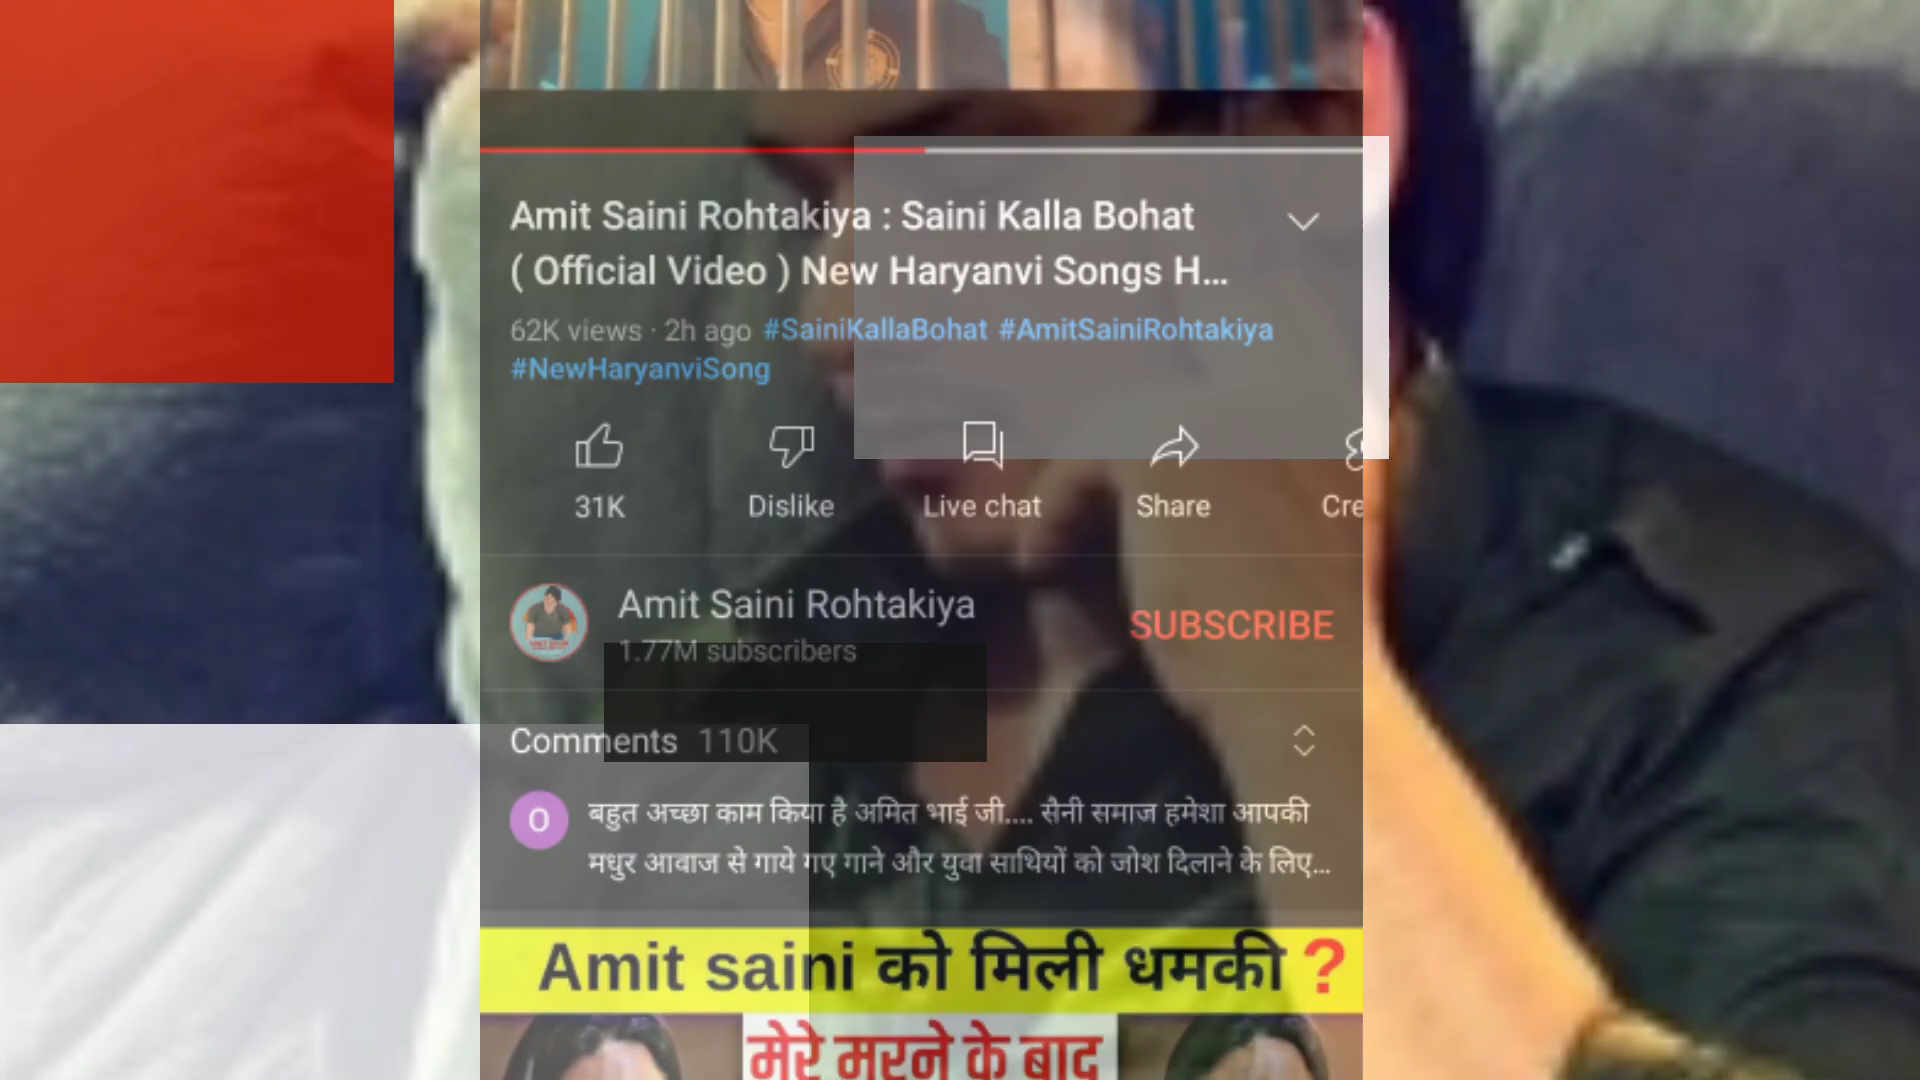 Amit Saini Rohtakiya : Saini Kalla Bohat
( Official Video ) New Haryanvi Songs H...
62K views · 2h ago #SainiKallaBohat #AmitSainiRohtakiya
#NewHaryanviSong
31K Dislike Live chat Share Cre
Amit Saini Rohtakiya
1.77M subscribers
SUBSCRIBE
Comments 110K
O
बहुत अच्छा काम किया है अमित भाई जी.... सैनी समाज हमेशा आपकी
मधुर आवाज से गाये गए गाने और युवा साथियों को जोश दिलाने के लिए...
Amit saini को मिली धमकी ?
मेरे मरने के बाद